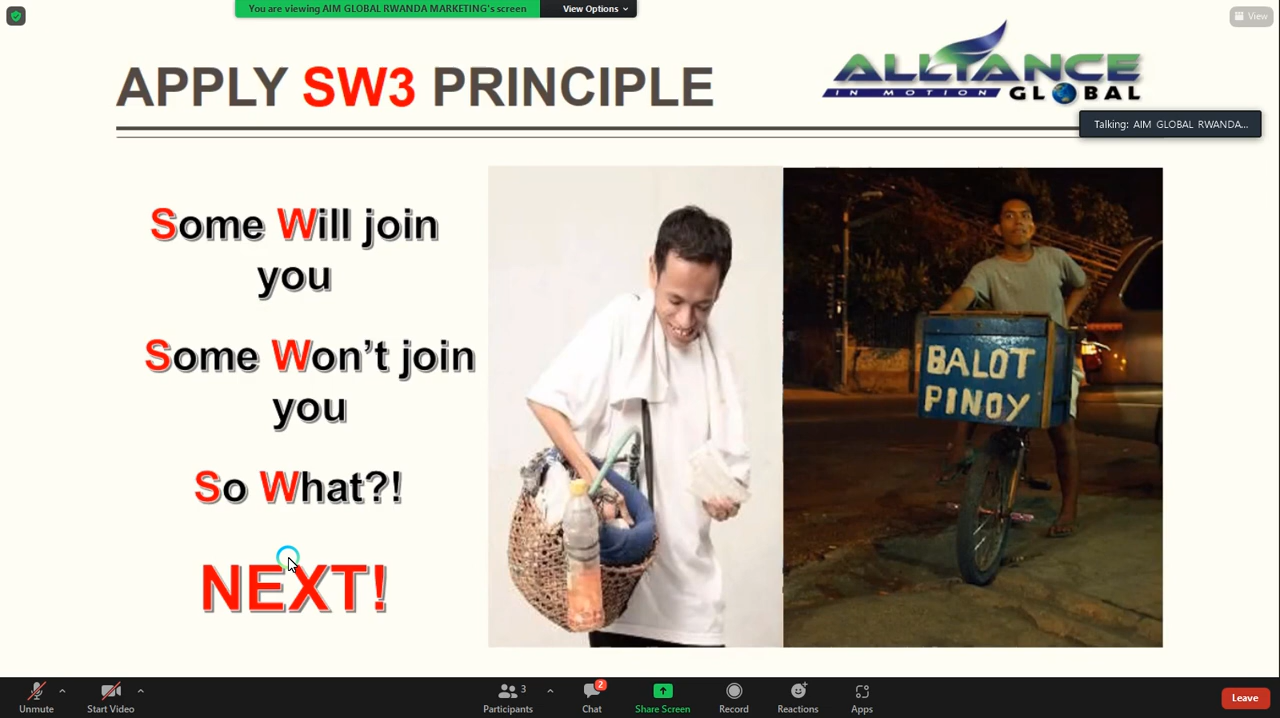 You are viewing AIM GLOBAL RWANDA MARKETING's screen
View Options
View
APPLY SW3 PRINCIPLE
ALLIANCE
IN MOTION GLOBAL
Talking: AIM GLOBAL RWANDA...
Some Will join
you
Some Won't join
you
So What?!
NEXT!
BALOT
PINOY
Unmute
Start Video
Participants
3
Chat
2
Share Screen
Record
Reactions
Apps
Leave